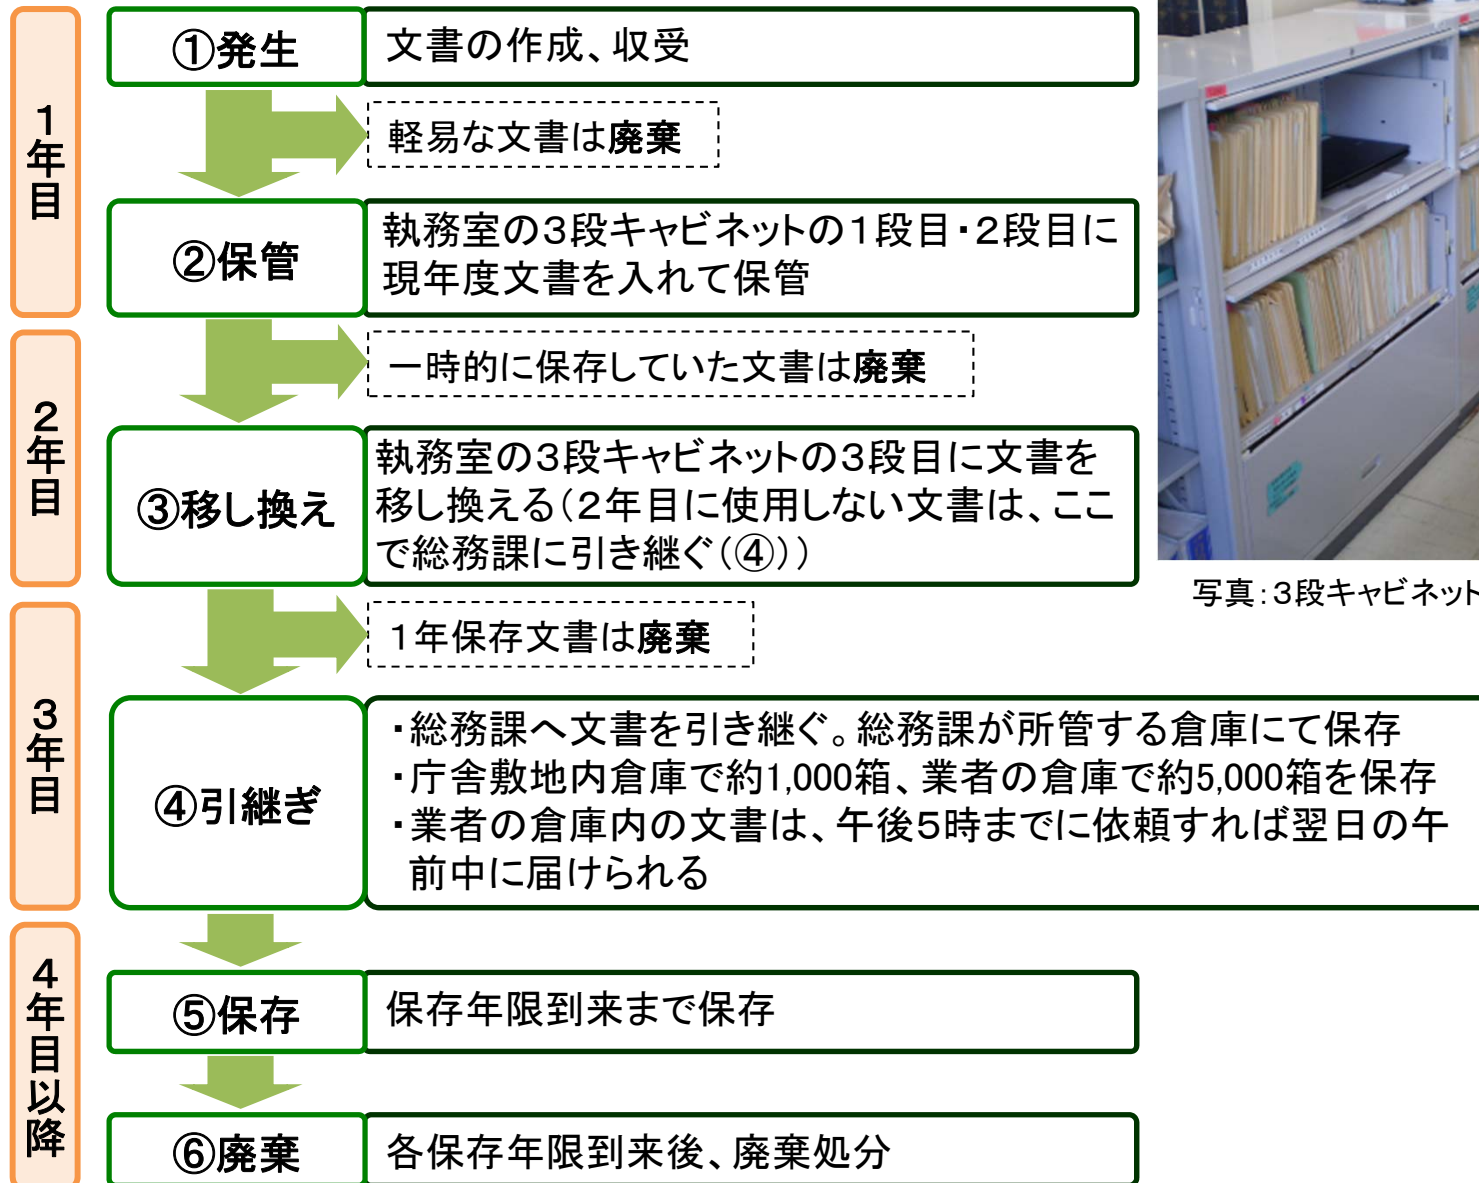 1年目
①発生
文書の作成、収受
軽易な文書は廃棄
②保管
執務室の3段キャビネットの1段目・2段目に
現年度文書を入れて保管
2年目
一時的に保存していた文書は廃棄
③移し換え
執務室の3段キャビネットの3段目に文書を
移し換える(2年目に使用しない文書は、ここ
で総務課に引き継ぐ(④))
写真:3段キャビネット
3年目
1年保存文書は廃棄
④引継ぎ
・総務課へ文書を引き継ぐ。総務課が所管する倉庫にて保存
・庁舎敷地内倉庫で約1,000箱、業者の倉庫で約5,000箱を保存
・業者の倉庫内の文書は、午後5時までに依頼すれば翌日の午
前中に届けられる
4年目以降
⑤保存
保存年限到来まで保存
⑥廃棄
各保存年限到来後、廃棄処分